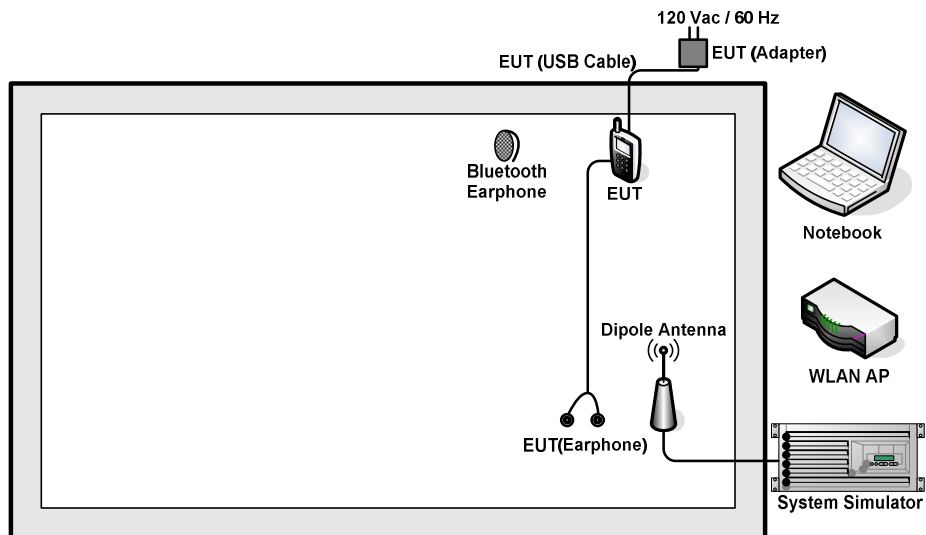 120 Vac / 60 Hz
EUT (Adapter)
EUT (USB Cable)
Bluetooth
Earphone
EUT
Notebook
Dipole Antenna
WLAN AP
EUT(Earphone)
System Simulator